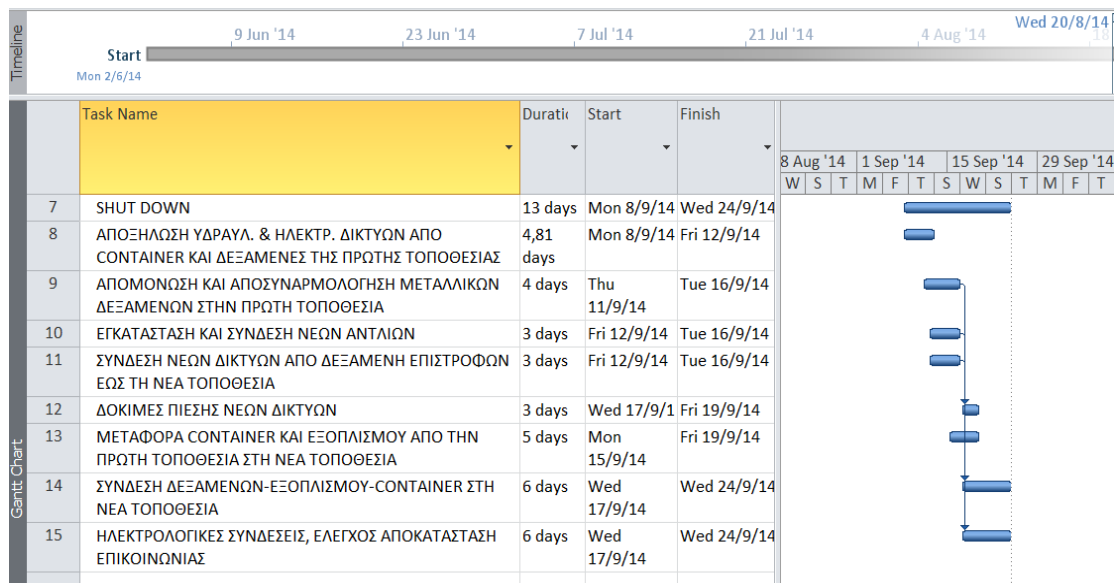 Timeline
Wed 20/8/14
9 Jun '14 23 Jun '14 7 Jul '14 21 Jul '14 4 Aug '14 18
Start
Mon 2/6/14
Gantt Chart
Task Name Duratic Start Finish
8 Aug '14 1 Sep '14 15 Sep '14 29 Sep '14
W S T M F T S W S T M F T
7 SHUT DOWN 13 days Mon 8/9/14 Wed 24/9/14
8 ΑΠΟΞΗΛΩΣΗ ΥΔΡΑΥΛ. & ΗΛΕΚΤΡ. ΔΙΚΤΥΩΝ ΑΠΟ 4,81 Mon 8/9/14 Fri 12/9/14
CONTAINER ΚΑΙ ΔΕΞΑΜΕΝΕΣ ΤΗΣ ΠΡΩΤΗΣ ΤΟΠΟΘΕΣΙΑΣ days
9 ΑΠΟΜΟΝΩΣΗ ΚΑΙ ΑΠΟΣΥΝΑΡΜΟΛΟΓΗΣΗ ΜΕΤΑΛΛΙΚΩΝ 4 days Thu Tue 16/9/14
ΔΕΞΑΜΕΝΩΝ ΣΤΗΝ ΠΡΩΤΗ ΤΟΠΟΘΕΣΙΑ 11/9/14
10 ΕΓΚΑΤΑΣΤΑΣΗ ΚΑΙ ΣΥΝΔΕΣΗ ΝΕΩΝ ΑΝΤΛΙΩΝ 3 days Fri 12/9/14 Tue 16/9/14
11 ΣΥΝΔΕΣΗ ΝΕΩΝ ΔΙΚΤΥΩΝ ΑΠΟ ΔΕΞΑΜΕΝΗ ΕΠΙΣΤΡΟΦΩΝ 3 days Fri 12/9/14 Tue 16/9/14
ΕΩΣ ΤΗ ΝΕΑ ΤΟΠΟΘΕΣΙΑ
12 ΔΟΚΙΜΕΣ ΠΙΕΣΗΣ ΝΕΩΝ ΔΙΚΤΥΩΝ 3 days Wed 17/9/1 Fri 19/9/14
13 ΜΕΤΑΦΟΡΑ CONTAINER ΚΑΙ ΕΞΟΠΛΙΣΜΟΥ ΑΠΟ ΤΗΝ 5 days Mon Fri 19/9/14
ΠΡΩΤΗ ΤΟΠΟΘΕΣΙΑ ΣΤΗ ΝΕΑ ΤΟΠΟΘΕΣΙΑ 15/9/14
14 ΣΥΝΔΕΣΗ ΔΕΞΑΜΕΝΩΝ-ΕΞΟΠΛΙΣΜΟΥ-CONTAINER ΣΤΗ 6 days Wed Wed 24/9/14
ΝΕΑ ΤΟΠΟΘΕΣΙΑ 17/9/14
15 ΗΛΕΚΤΡΟΛΟΓΙΚΕΣ ΣΥΝΔΕΣΕΙΣ, ΕΛΕΓΧΟΣ ΑΠΟΚΑΤΑΣΤΑΣΗ 6 days Wed Wed 24/9/14
ΕΠΙΚΟΙΝΩΝΙΑΣ 17/9/14